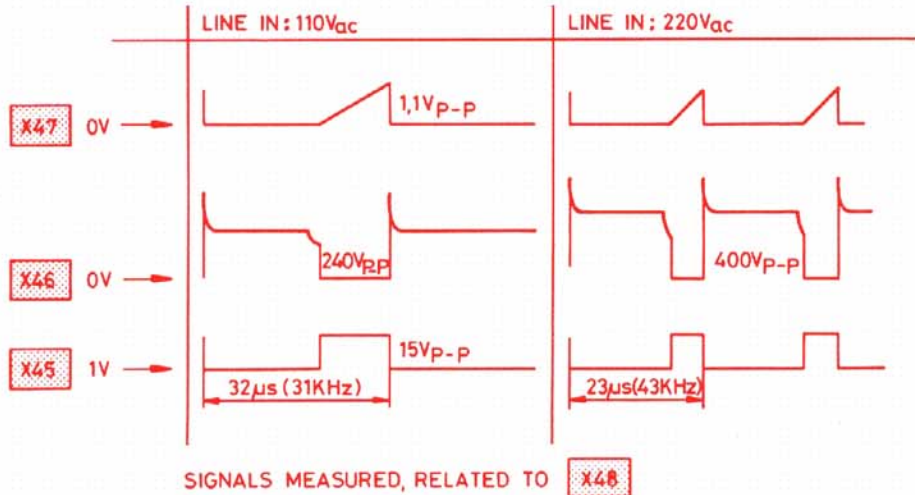 LINE IN: 110Vac
LINE IN: 220Vac
X47 0V
1,1Vp-p
X46 0V
240Vp-p
400Vp-p
X45 1V
15Vp-p
32µs (31KHz)
23µs(43KHz)
SIGNALS MEASURED, RELATED TO X48